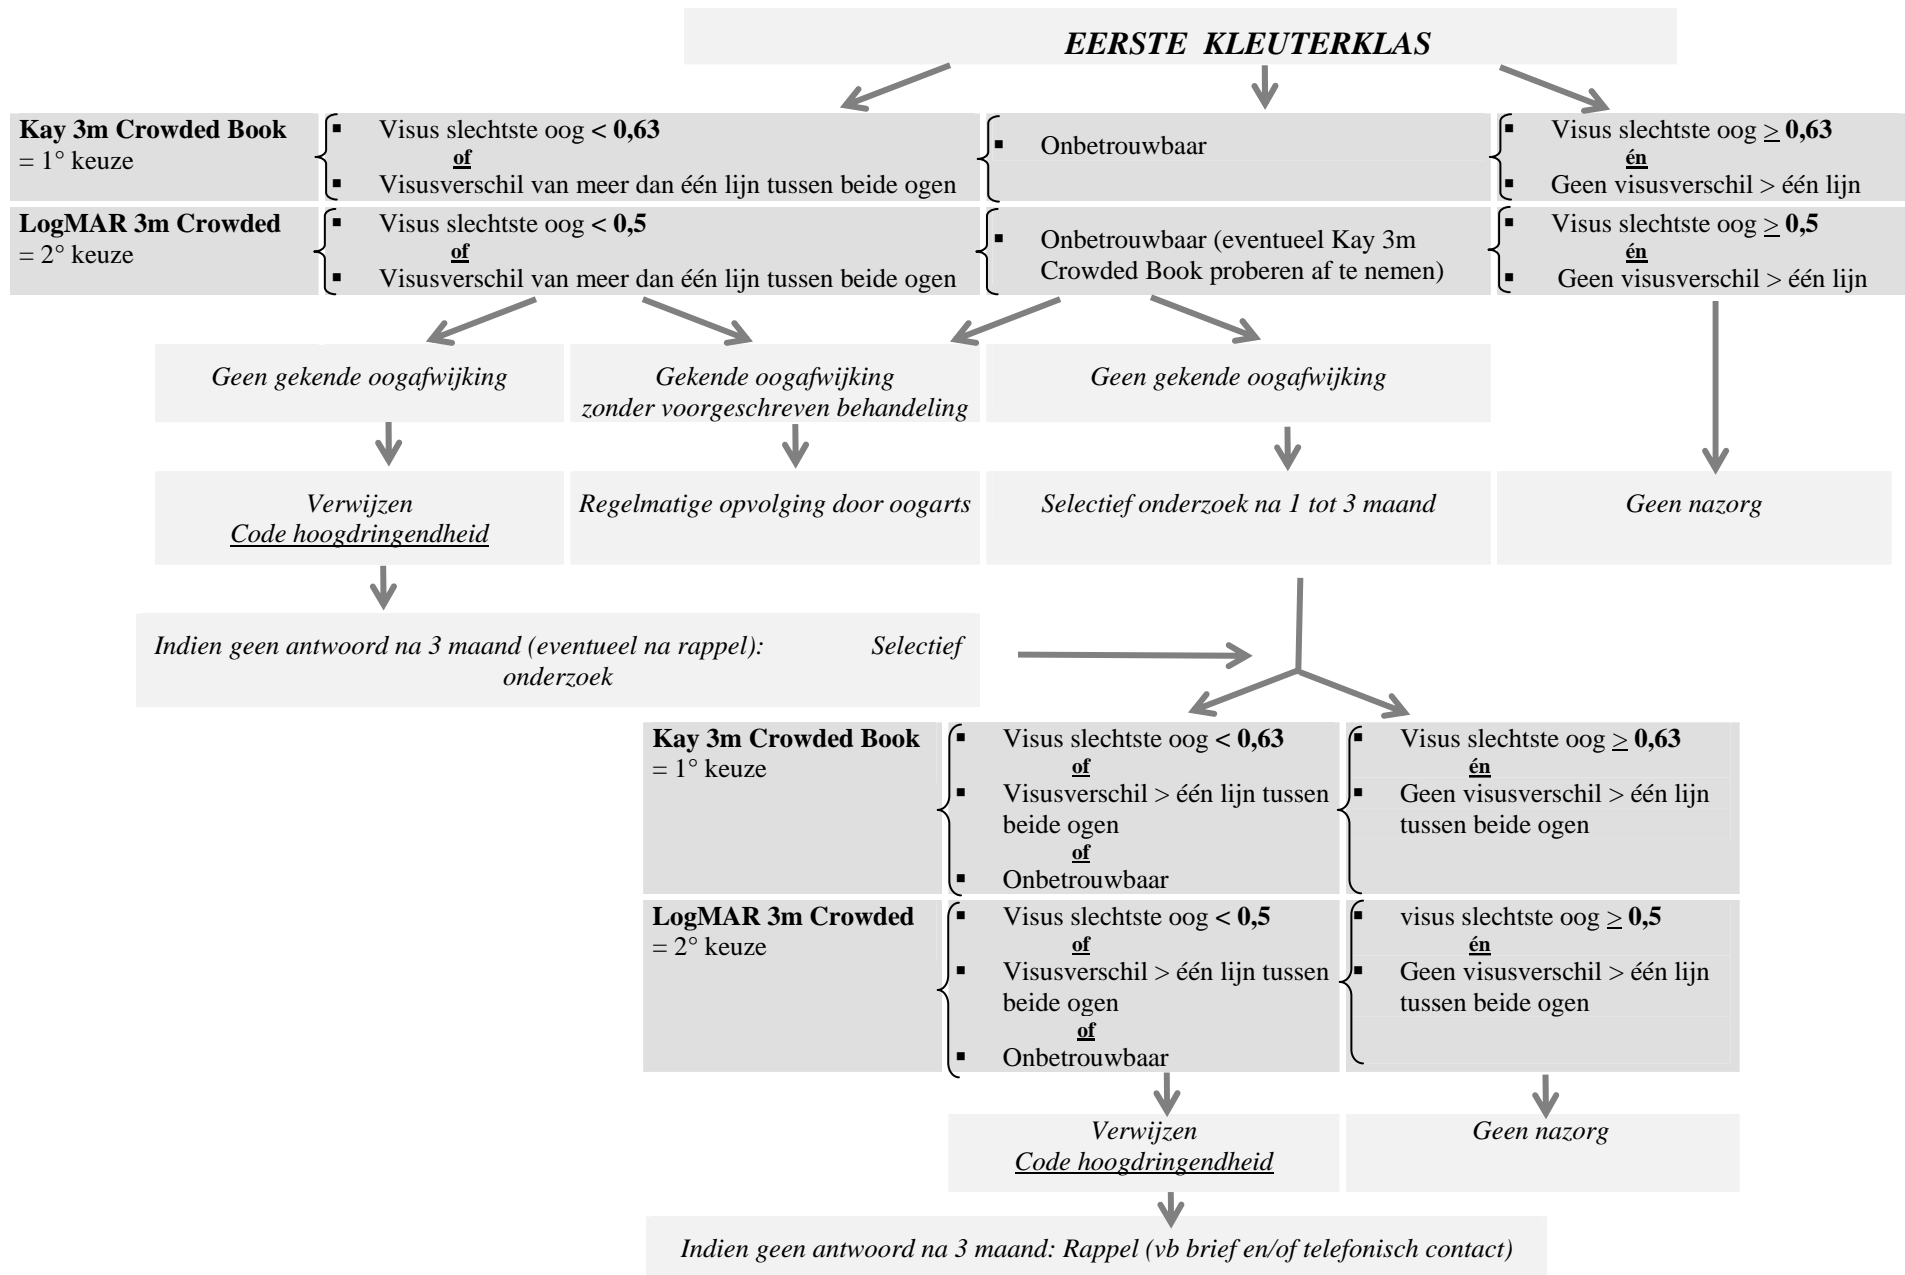 EERSTE KLEUTERKLAS
Kay 3m Crowded Book
= 1° keuze
▪ Visus slechtste oog < 0,63
of
▪ Visusverschil van meer dan één lijn tussen beide ogen
▪ Onbetrouwbaar
▪ Visus slechtste oog ≥ 0,63
én
▪ Geen visusverschil > één lijn
LogMAR 3m Crowded
= 2° keuze
▪ Visus slechtste oog < 0,5
of
▪ Visusverschil van meer dan één lijn tussen beide ogen
▪ Onbetrouwbaar (eventueel Kay 3m
Crowded Book proberen af te nemen)
▪ Visus slechtste oog ≥ 0,5
én
▪ Geen visusverschil > één lijn
Geen gekende oogafwijking
Gekende oogafwijking
zonder voorgeschreven behandeling
Geen gekende oogafwijking
Verwijzen
Code hoogdringendheid
Regelmatige opvolging door oogarts
Selectief onderzoek na 1 tot 3 maand
Geen nazorg
Indien geen antwoord na 3 maand (eventueel na rappel): Selectief
onderzoek
Kay 3m Crowded Book
= 1° keuze
▪ Visus slechtste oog < 0,63
of
▪ Visusverschil > één lijn tussen
beide ogen
of
▪ Onbetrouwbaar
▪ Visus slechtste oog ≥ 0,63
én
▪ Geen visusverschil > één lijn
tussen beide ogen
LogMAR 3m Crowded
= 2° keuze
▪ Visus slechtste oog < 0,5
of
▪ Visusverschil > één lijn tussen
beide ogen
of
▪ Onbetrouwbaar
▪ visus slechtste oog ≥ 0,5
én
▪ Geen visusverschil > één lijn
tussen beide ogen
Verwijzen
Code hoogdringendheid
Geen nazorg
Indien geen antwoord na 3 maand: Rappel (vb brief en/of telefonisch contact)